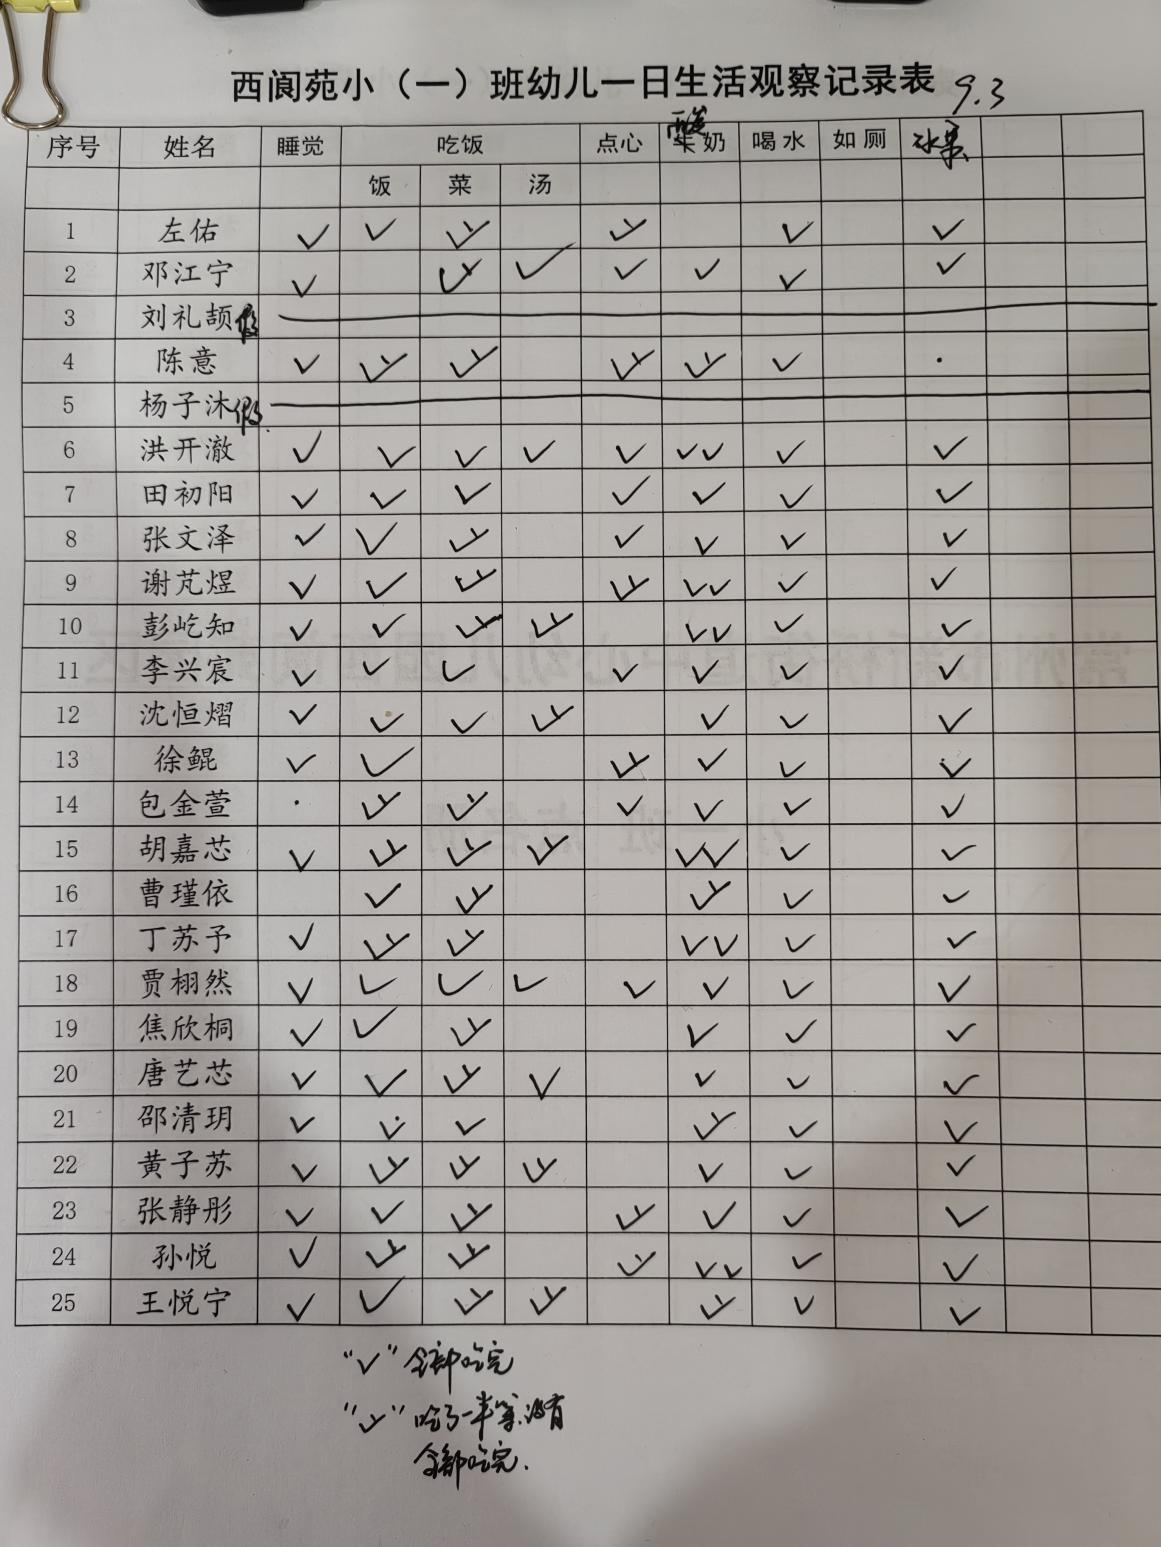 西阆苑小（一）班幼儿一日生活观察记录表 9.3
序号 姓名 睡觉 吃饭 点心 酸奶 喝水 如厕 水果
饭 菜 汤
1 左佑 ✓ ✓ ✓ ✓ ✓ ✓
2 邓江宁 ✓ ✓ ✓ ✓ ✓ ✓ ✓
3 刘礼颉 假
4 陈意 ✓ ✓ ✓ ✓ ✓ ✓ ·
5 杨子沐 假
6 洪开澈 ✓ ✓ ✓ ✓ ✓ ✓✓ ✓ ✓
7 田初阳 ✓ ✓ ✓ ✓ ✓ ✓ ✓
8 张文泽 ✓ ✓ ✓ ✓ ✓ ✓ ✓
9 谢芃煜 ✓ ✓ ✓ ✓ ✓✓ ✓ ✓
10 彭屹知 ✓ ✓ ✓ ✓ ✓✓ ✓ ✓
11 李兴宸 ✓ ✓ ✓ ✓ ✓ ✓ ✓
12 沈恒熠 ✓ ✓ ✓ ✓ ✓ ✓ ✓
13 徐鲲 ✓ ✓ ✓ ✓ ✓ ✓
14 包金萱 · ✓ ✓ ✓ ✓ ✓ ✓
15 胡嘉芯 ✓ ✓ ✓ ✓ ✓✓ ✓ ✓
16 曹瑾依 ✓ ✓ ✓ ✓ ✓
17 丁苏予 ✓ ✓ ✓ ✓✓ ✓ ✓
18 贾栩然 ✓ ✓ ✓ ✓ ✓ ✓ ✓ ✓
19 焦欣桐 ✓ ✓ ✓ ✓ ✓ ✓
20 唐艺芯 ✓ ✓ ✓ ✓ ✓ ✓ ✓
21 邵清玥 ✓ ✓ ✓ ✓ ✓ ✓
22 黄子苏 ✓ ✓ ✓ ✓ ✓ ✓ ✓
23 张静彤 ✓ ✓ ✓ ✓ ✓ ✓ ✓
24 孙悦 ✓ ✓ ✓ ✓ ✓✓ ✓ ✓
25 王悦宁 ✓ ✓ ✓ ✓ ✓ ✓ ✓
“✓”全部吃完
“✓”吃了一半等，没有
全部吃完.